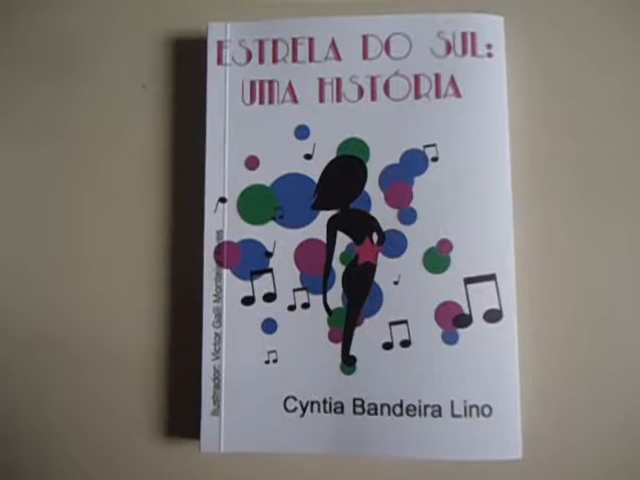 ESTRELA DO SUL:
UMA HISTÓRIA
Ilustrador: Victor Galli
Cyntia Bandeira Lino